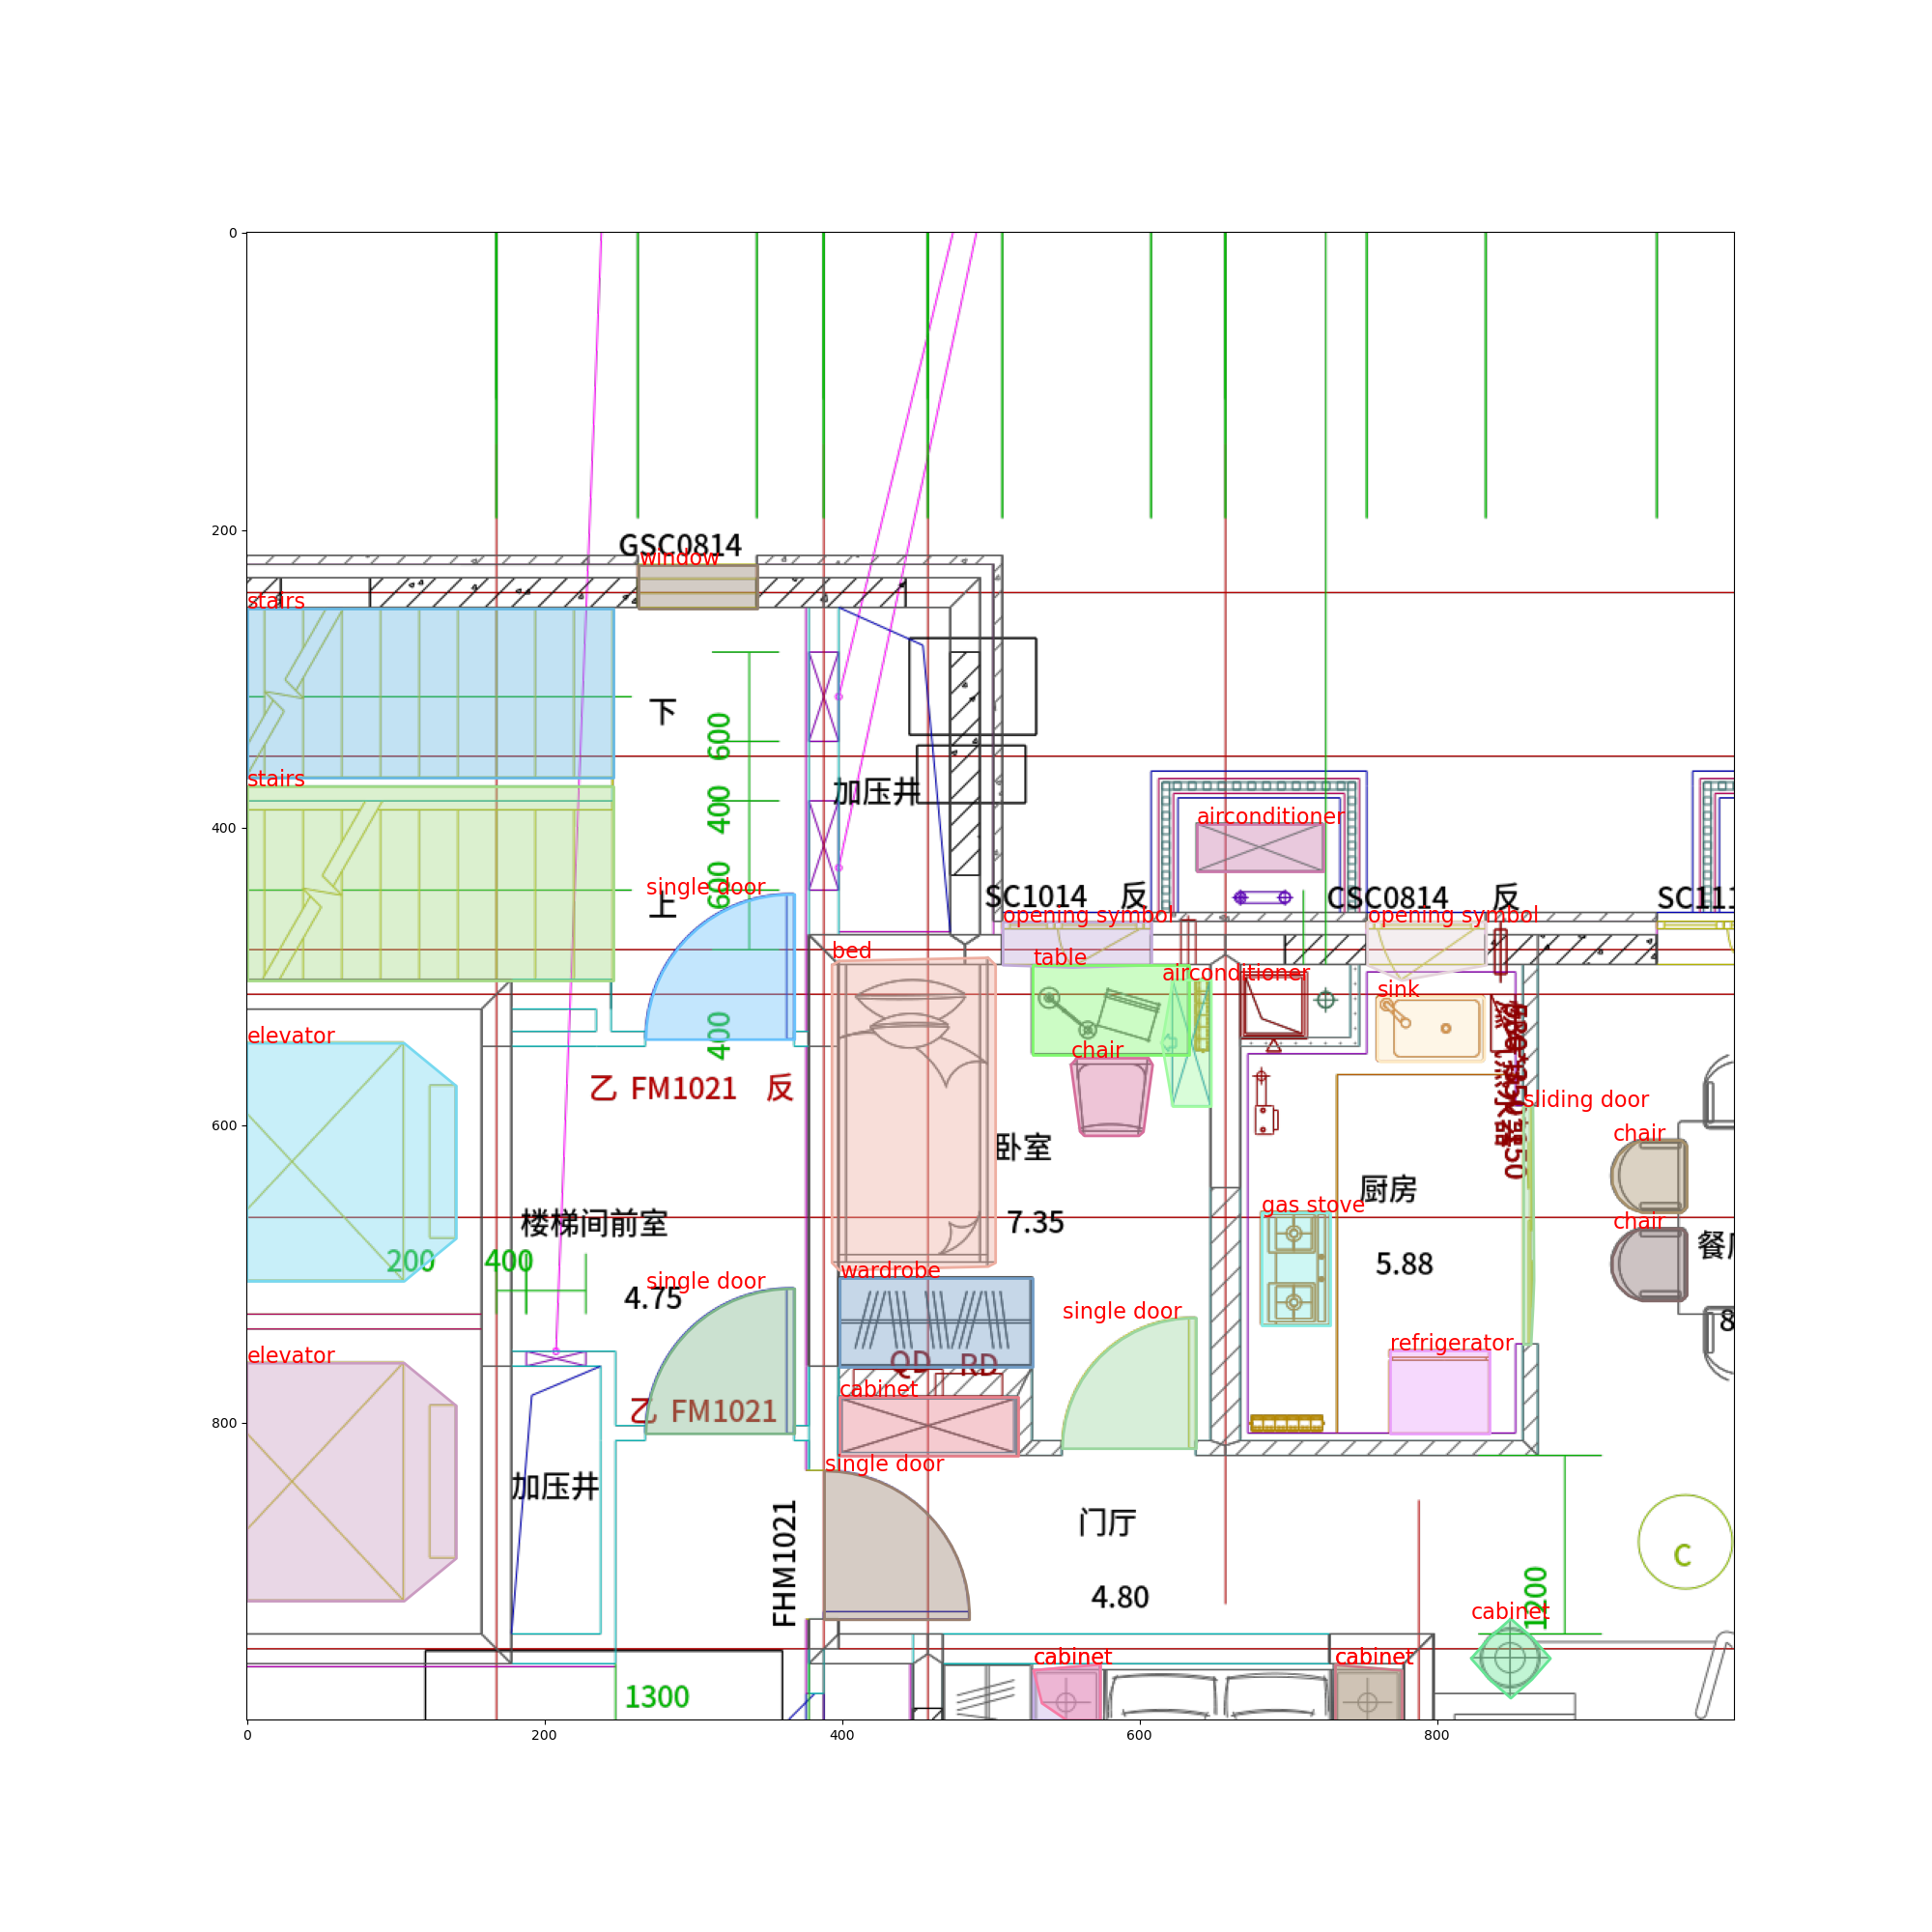 0
200
GSC0814
window
stairs
下
600
stairs
加压井
400
airconditioner
400
600
single door
上
SC1014 反
CSC0814 反
SC111
opening symbol
opening symbol
bed
table
airconditioner
sink
elevator
400
chair
乙 FM1021 反
sliding door
600
卧室
chair
厨房
gas stove
楼梯间前室
7.35
chair
200
400
5.88
餐
wardrobe
single door
4.75
single door
8
refrigerator
elevator
QD RD
cabinet
800
乙 FM1021
single door
加压井
FHM1021
门厅
C
4.80
1200
cabinet
cabinet
cabinet
1300
0
200
400
600
800